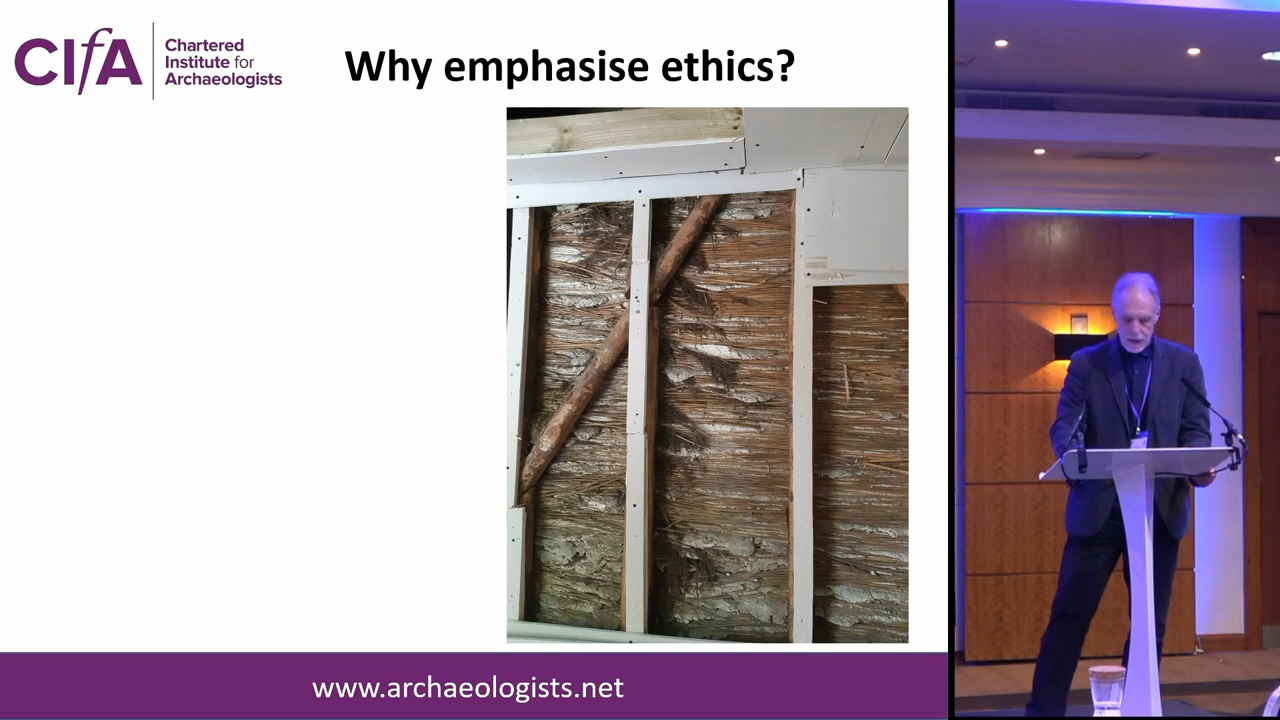 CIfA
Chartered
Institute for
Archaeologists
Why emphasise ethics?
www.archaeologists.net